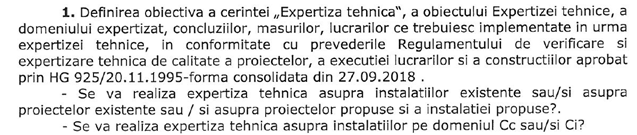 1. Definirea obiectiva a cerintei „Expertiza tehnica“, a obiectului Expertizei tehnice, a
domeniului expertizat, concluziilor, masurilor, lucrarilor ce trebuiesc implementate in urma
expertizei tehnice, in conformitate cu prevederile Regulamentului de verificare si
expertizare tehnica de calitate a proiectelor, a executiei lucrarilor si a constructiilor aprobat
prin HG 925/20.11.1995-forma consolidata din 27.09.2018 .
- Se va realiza expertiza tehnica asupra instalatiilor existente sau/si asupra
proiectelor existente sau / si asupra proiectelor propuse si a instalatiei propuse?.
- Se va realiza expertiza tehnica asupra instalatiilor pe domeniul Cc sau/si Ci?